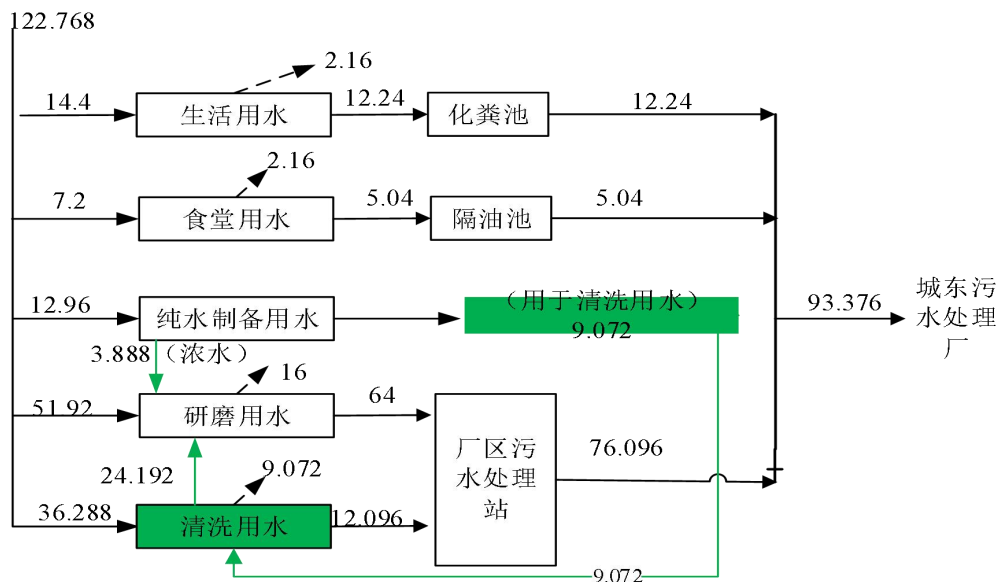 122.768
2.16
14.4
生活用水
12.24
化粪池
12.24
2.16
7.2
食堂用水
5.04
隔油池
5.04
12.96
纯水制备用水
（用于清洗用水）
9.072
93.376
城东污
水处理
厂
3.888（浓水）
16
51.92
研磨用水
64
厂区污
水处理
站
76.096
24.192
9.072
36.288
清洗用水
12.096
9.072